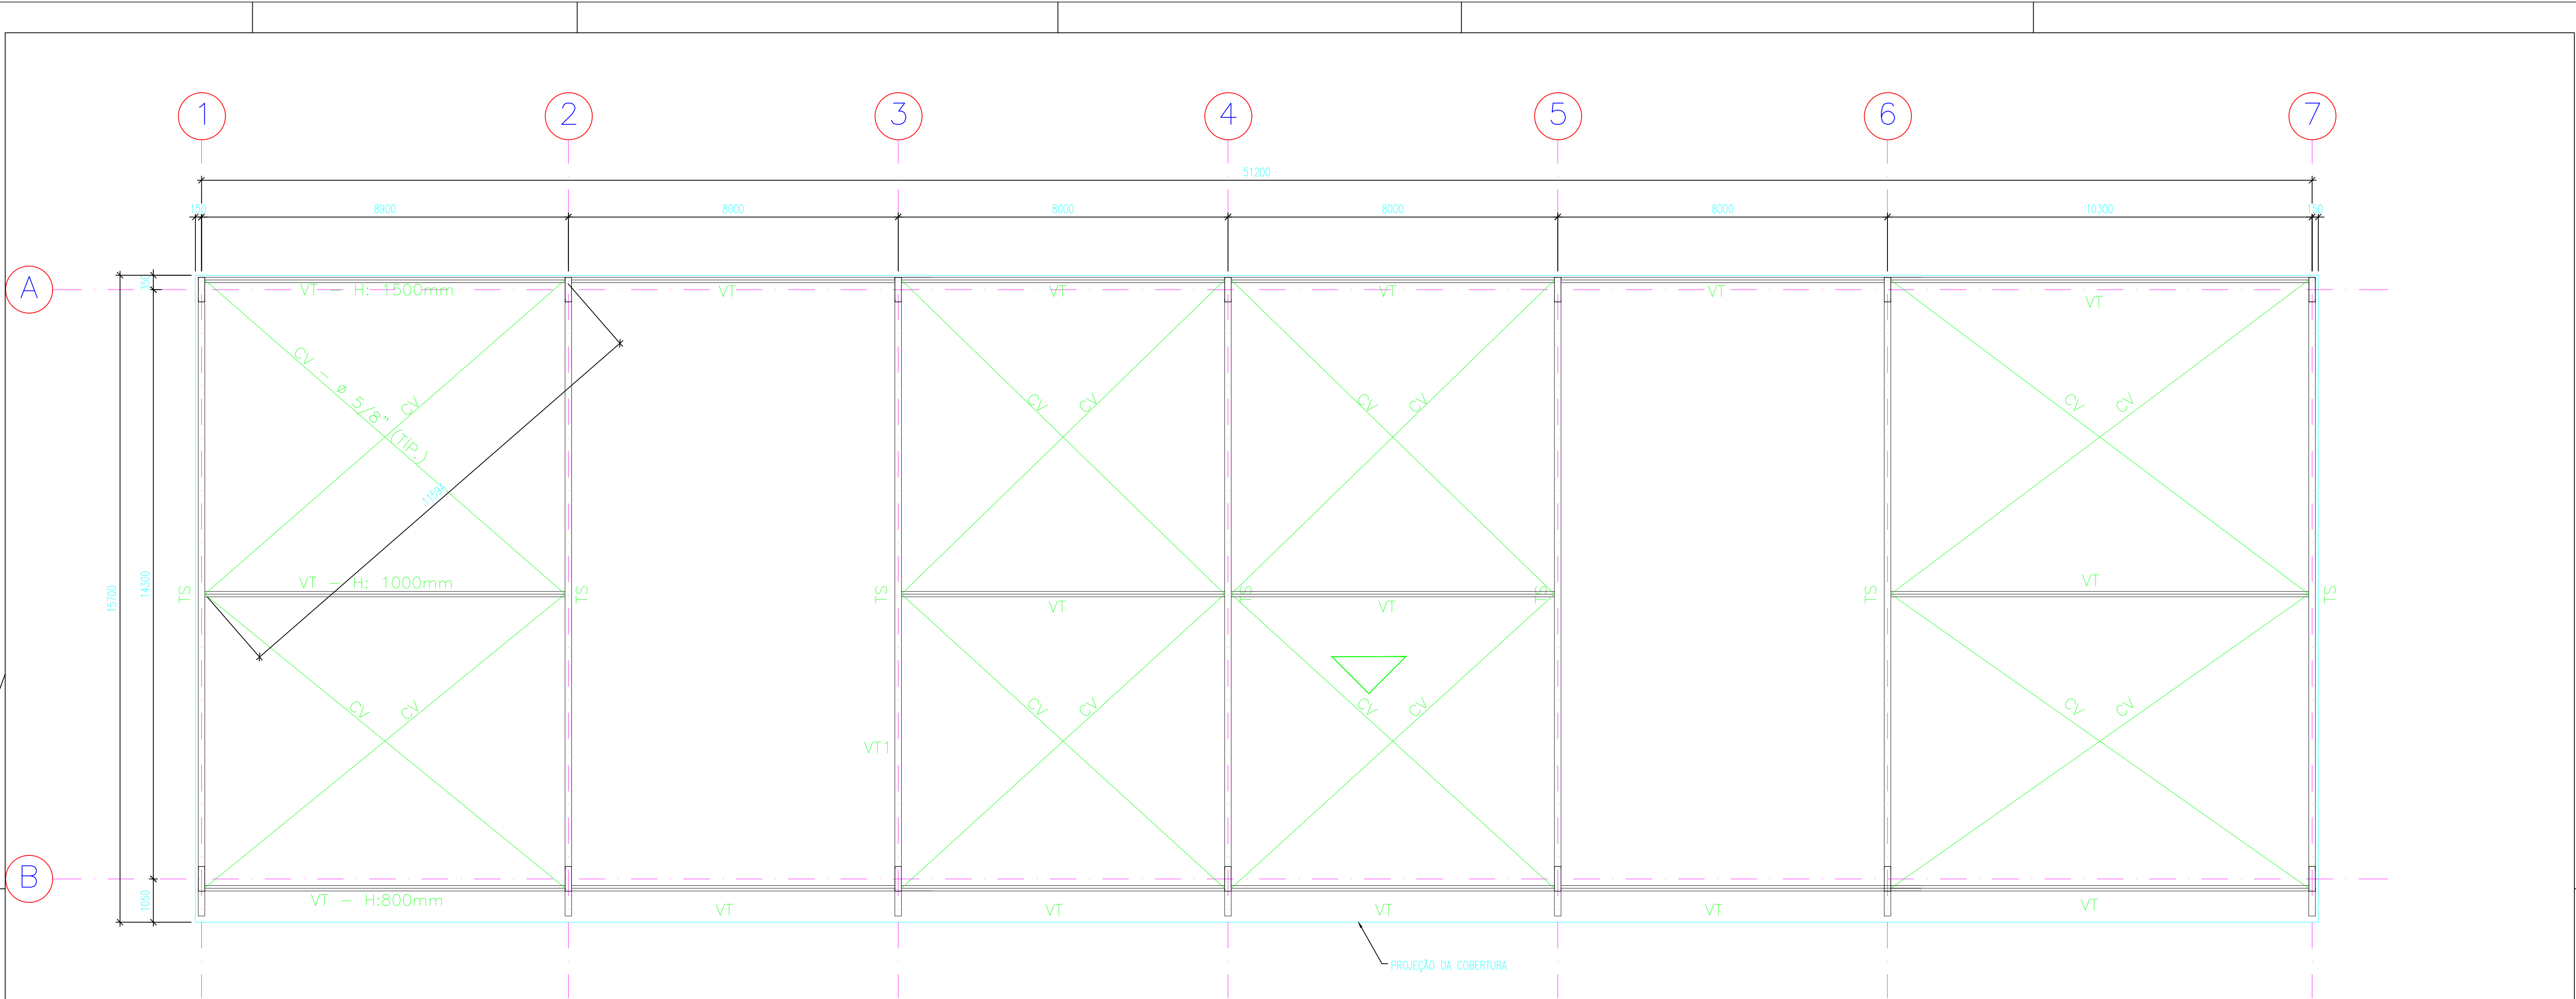 1 2 3 4 5 6 7
51200
150 8900 8000 8000 8000 8000 10300 150
A
350
VT - H: 1500mm VT VT VT VT VT
CV - ø 5/8" (TIP.)
CV CV CV CV CV CV CV
11594
15700
14300
VT - H: 1000mm VT VT VT
TS TS TS TS TS TS TS
CV CV CV CV CV CV CV CV
VT1
B
1050
VT - H:800mm VT VT VT VT VT
PROJEÇÃO DA COBERTURA